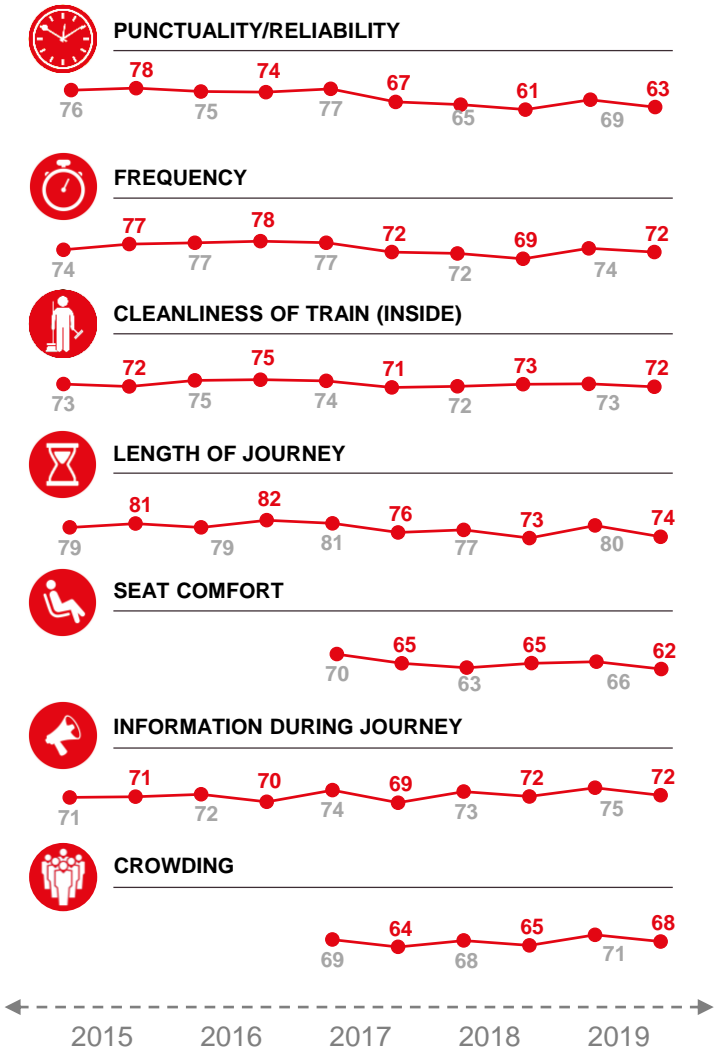 PUNCTUALITY/RELIABILITY
78 74 67 61 63
76 75 77 65 69
FREQUENCY
77 78 72 69 72
74 77 77 72 74
CLEANLINESS OF TRAIN (INSIDE)
72 75 71 73 72
73 75 74 72 73
LENGTH OF JOURNEY
81 82 76 73 74
79 79 81 77 80
SEAT COMFORT
65 65 62
70 63 66
INFORMATION DURING JOURNEY
71 70 69 72 72
71 72 74 73 75
CROWDING
64 65 68
69 68 71
2015 2016 2017 2018 2019